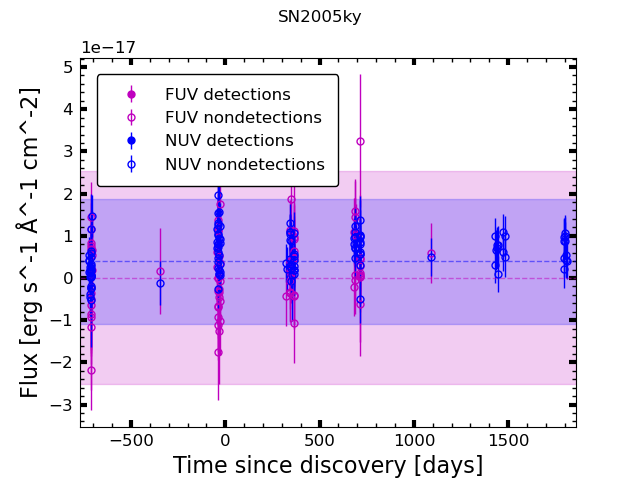 SN2005ky
1e−17
5
4
3
2
1
0
−1
−2
−3
Flux [erg s^-1 Å^-1 cm^-2]
FUV detections
FUV nondetections
NUV detections
NUV nondetections
−500
0
500
1000
1500
Time since discovery [days]